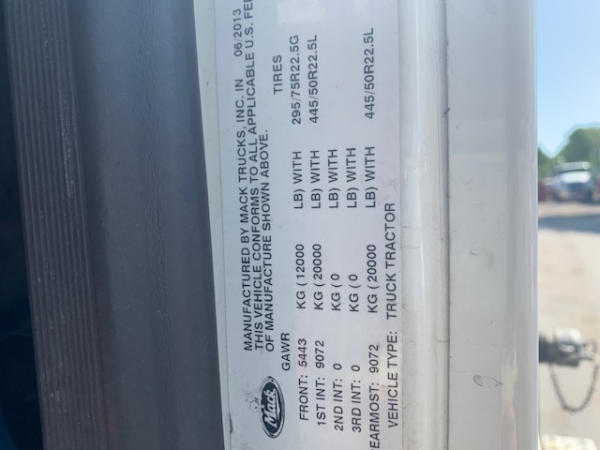 MANUFACTURED BY MACK TRUCKS, INC. IN 06/2013
THIS VEHICLE CONFORMS TO ALL APPLICABLE U.S.
OF MANUFACTURE SHOWN ABOVE.
GAWR TIRES
FRONT: 5443 KG (12000 LB) WITH 295/75R22.5G
1ST INT: 9072 KG (20000 LB) WITH 445/50R22.5L
2ND INT: 0 KG (0 LB) WITH
3RD INT: 0 KG (0 LB) WITH
EARMOST: 9072 KG (20000 LB) WITH 445/50R22.5L
VEHICLE TYPE: TRUCK TRACTOR
Mack